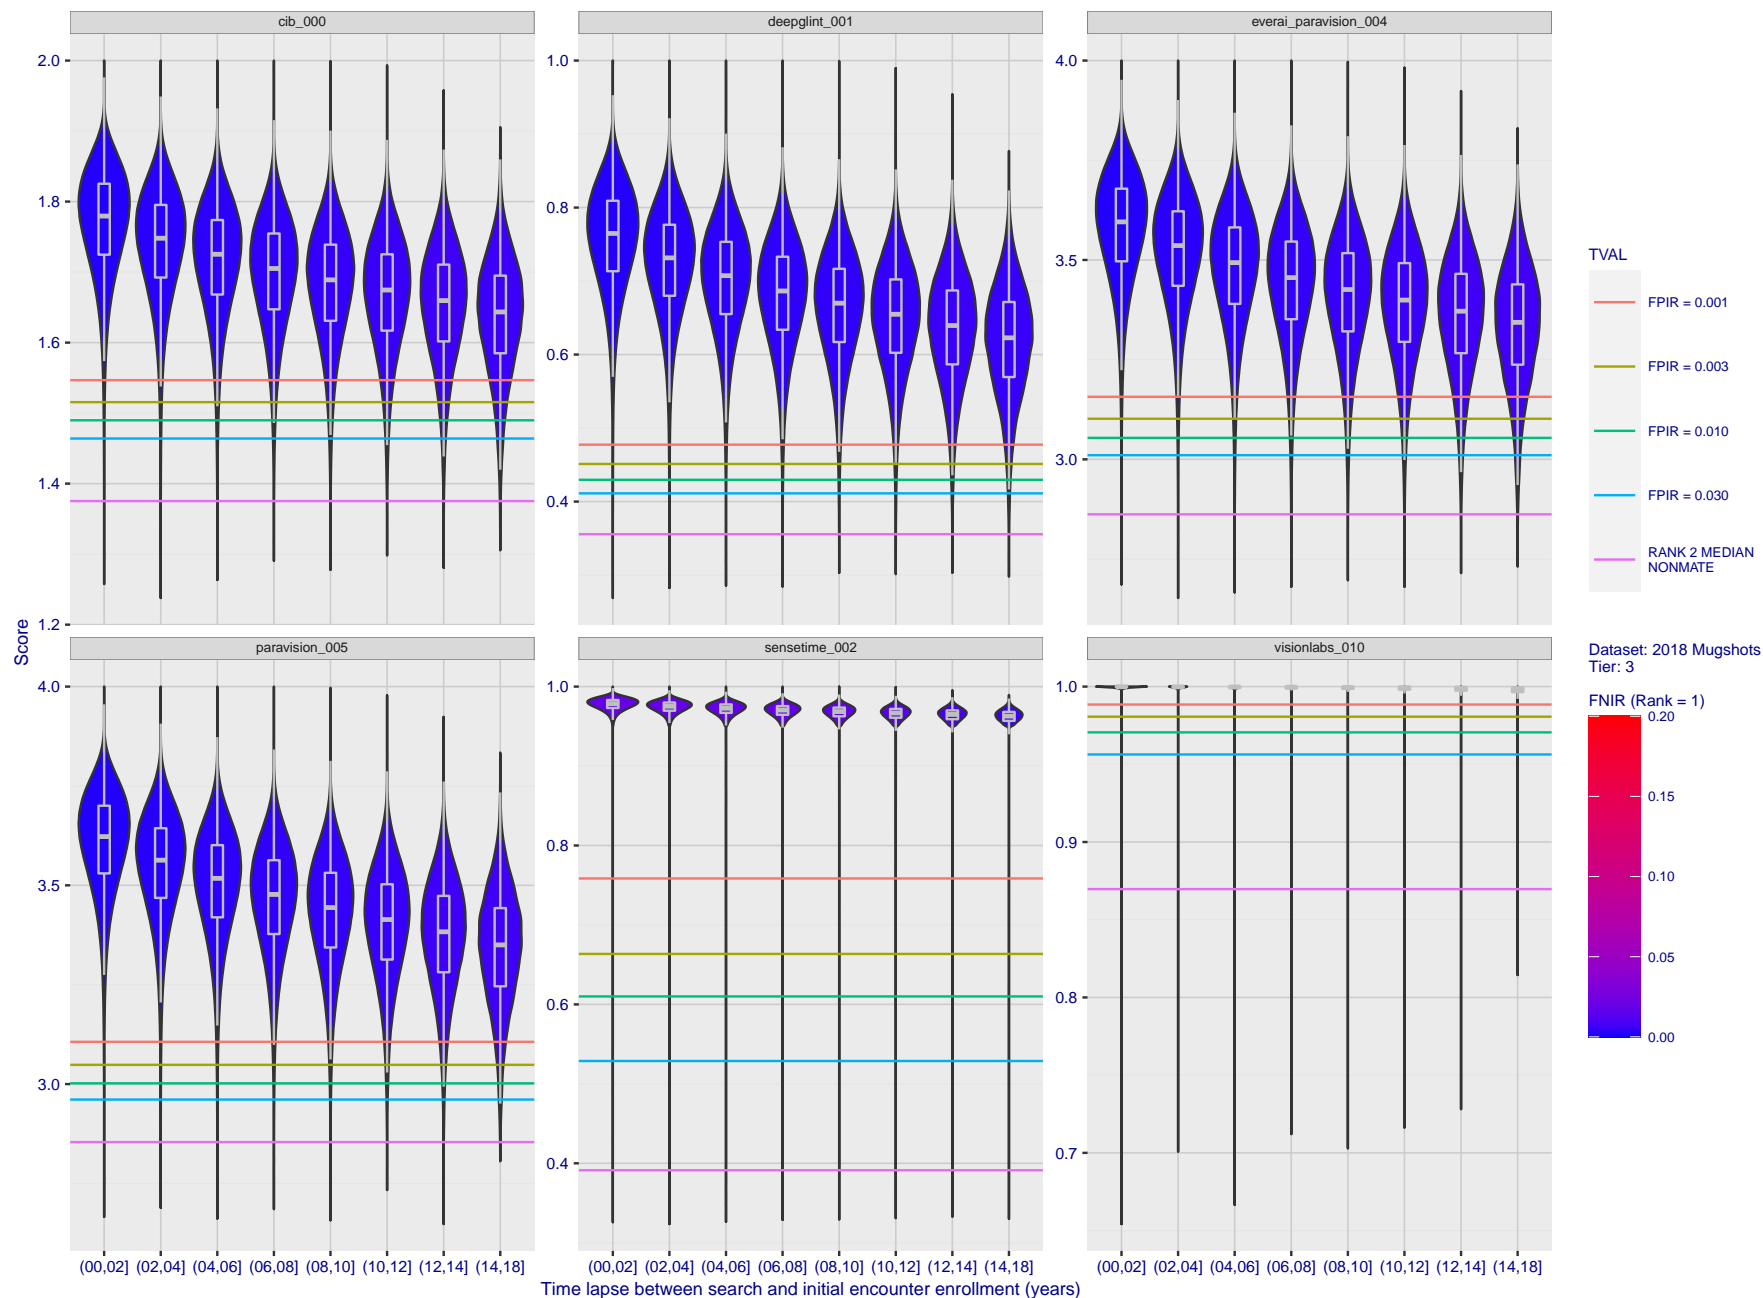 cib_000
deepglint_001
everai_paravision_004
2.0
1.8
1.6
1.4
1.2
1.0
0.8
0.6
0.4
4.0
3.5
3.0
paravision_005
sensetime_002
visionlabs_010
4.0
3.5
3.0
1.0
0.8
0.6
0.4
1.0
0.9
0.8
0.7
Score
(00,02] (02,04] (04,06] (06,08] (08,10] (10,12] (12,14] (14,18]
(00,02] (02,04] (04,06] (06,08] (08,10] (10,12] (12,14] (14,18]
(00,02] (02,04] (04,06] (06,08] (08,10] (10,12] (12,14] (14,18]
Time lapse between search and initial encounter enrollment (years)
TVAL
FPIR = 0.001
FPIR = 0.003
FPIR = 0.010
FPIR = 0.030
RANK 2 MEDIAN
NONMATE
Dataset: 2018 Mugshots
Tier: 3
FNIR (Rank = 1)
0.20
0.15
0.10
0.05
0.00